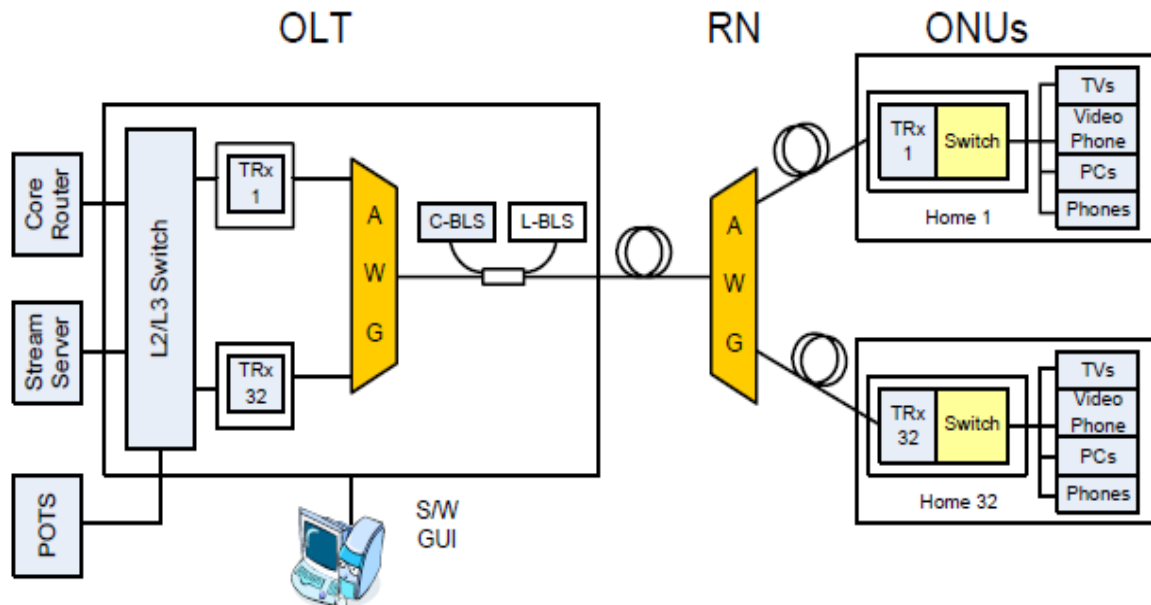 OLT
RN
ONUs
Core
Router
Stream
Server
POTS
L2/L3 Switch
TRx
1
TRx
32
A
W
G
C-BLS
L-BLS
S/W
GUI
A
W
G
TRx
1
Switch
Home 1
TVs
Video
Phone
PCs
Phones
TRx
32
Switch
Home 32
TVs
Video
Phone
PCs
Phones